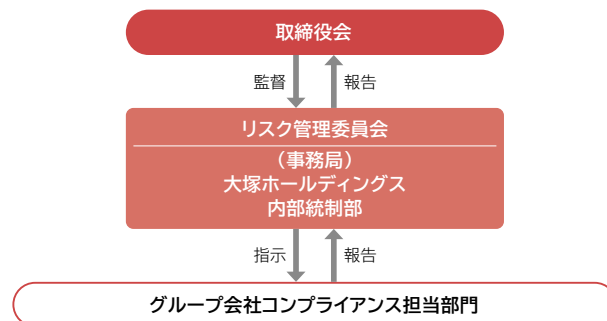 取締役会
監督
報告
リスク管理委員会
（事務局）
大塚ホールディングス
内部統制部
指示
報告
グループ会社コンプライアンス担当部門